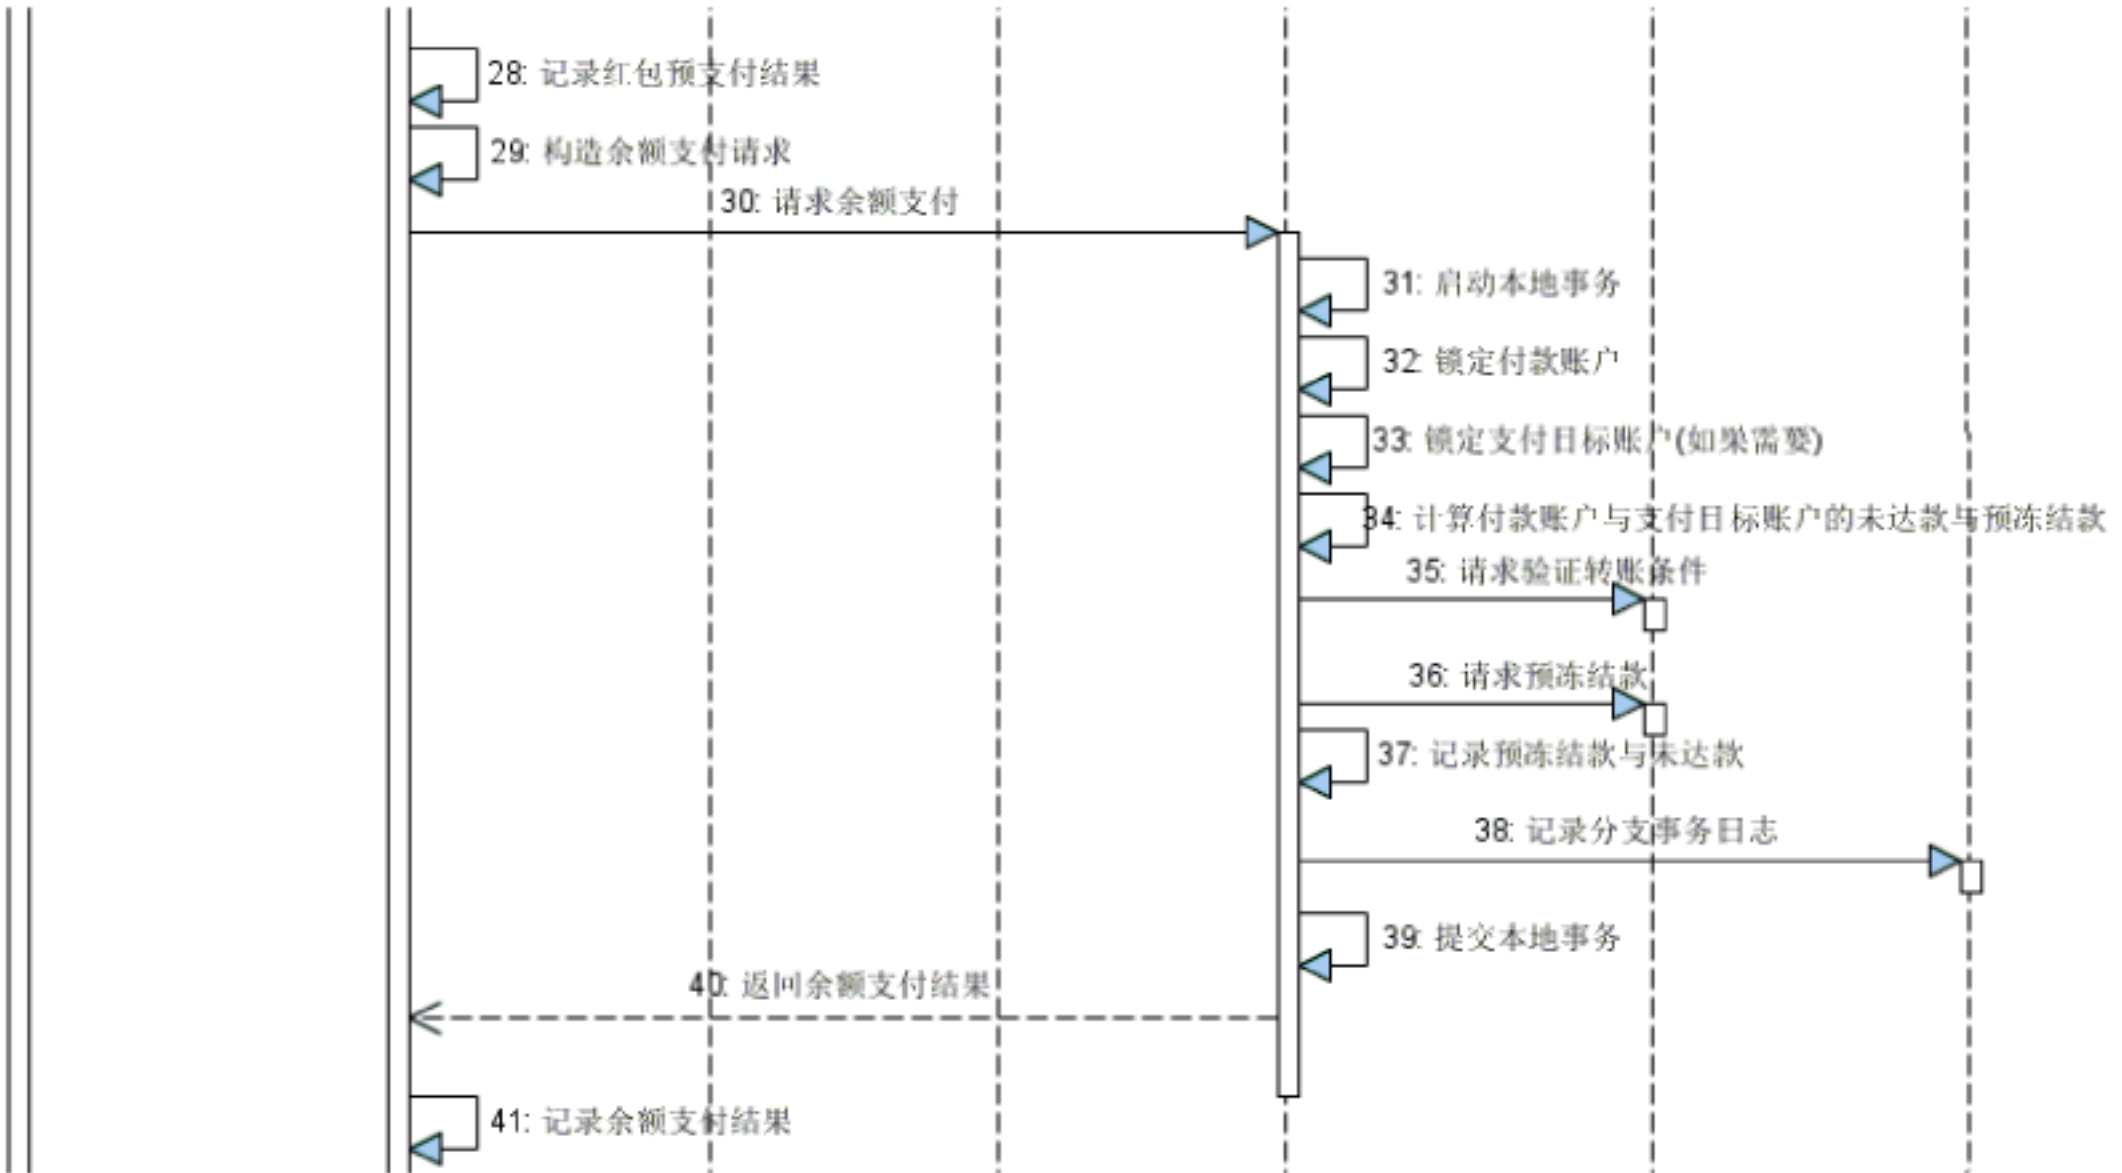 28: 记录红包预支付结果
29: 构造余额支付请求
30: 请求余额支付
31: 启动本地事务
32: 锁定付款账户
33: 锁定支付目标账户(如果需要)
34: 计算付款账户与支付目标账户的未达款与预冻结款
35: 请求验证转账条件
36: 请求预冻结款
37: 记录预冻结款与未达款
38: 记录分支事务日志
39: 提交本地事务
40: 返回余额支付结果
41: 记录余额支付结果